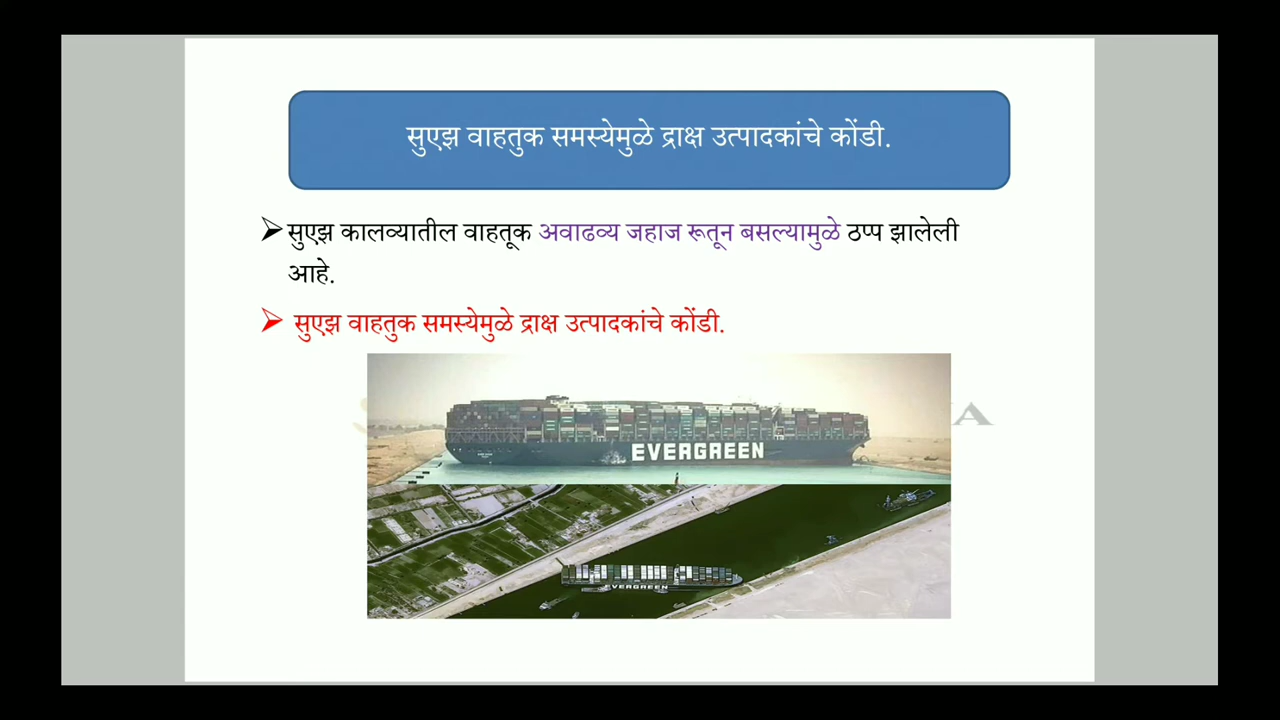 सुएझ वाहतुक समस्येमुळे द्राक्ष उत्पादकांचे कोंडी.
सुएझ कालव्यातील वाहतूक अवाढव्य जहाज रूतून बसल्यामुळे ठप्प झालेली
आहे.
सुएझ वाहतुक समस्येमुळे द्राक्ष उत्पादकांचे कोंडी.
EVERGREEN
EVERGREEN